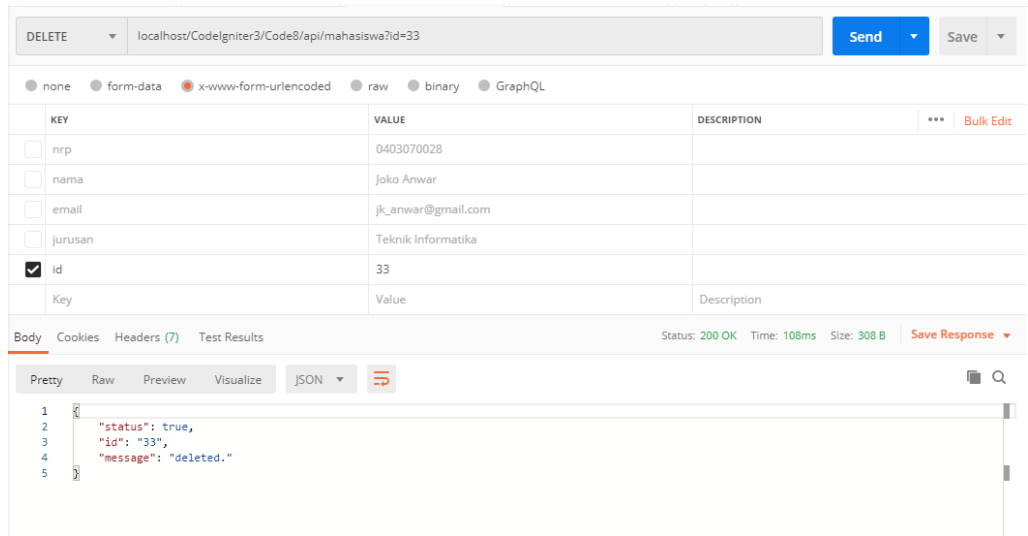 DELETE localhost/CodeIgniter3/Code8/api/mahasiswa?id=33 Send Save
none form-data x-www-form-urlencoded raw binary GraphQL
KEY VALUE DESCRIPTION ••• Bulk Edit
nrp 0403070028
nama Joko Anwar
email jk_anwar@gmail.com
jurusan Teknik Informatika
id 33
Key Value Description
Body Cookies Headers (7) Test Results Status: 200 OK Time: 108ms Size: 308 B Save Response
Pretty Raw Preview Visualize JSON
1 {
2 "status": true,
3 "id": "33",
4 "message": "deleted."
5 }